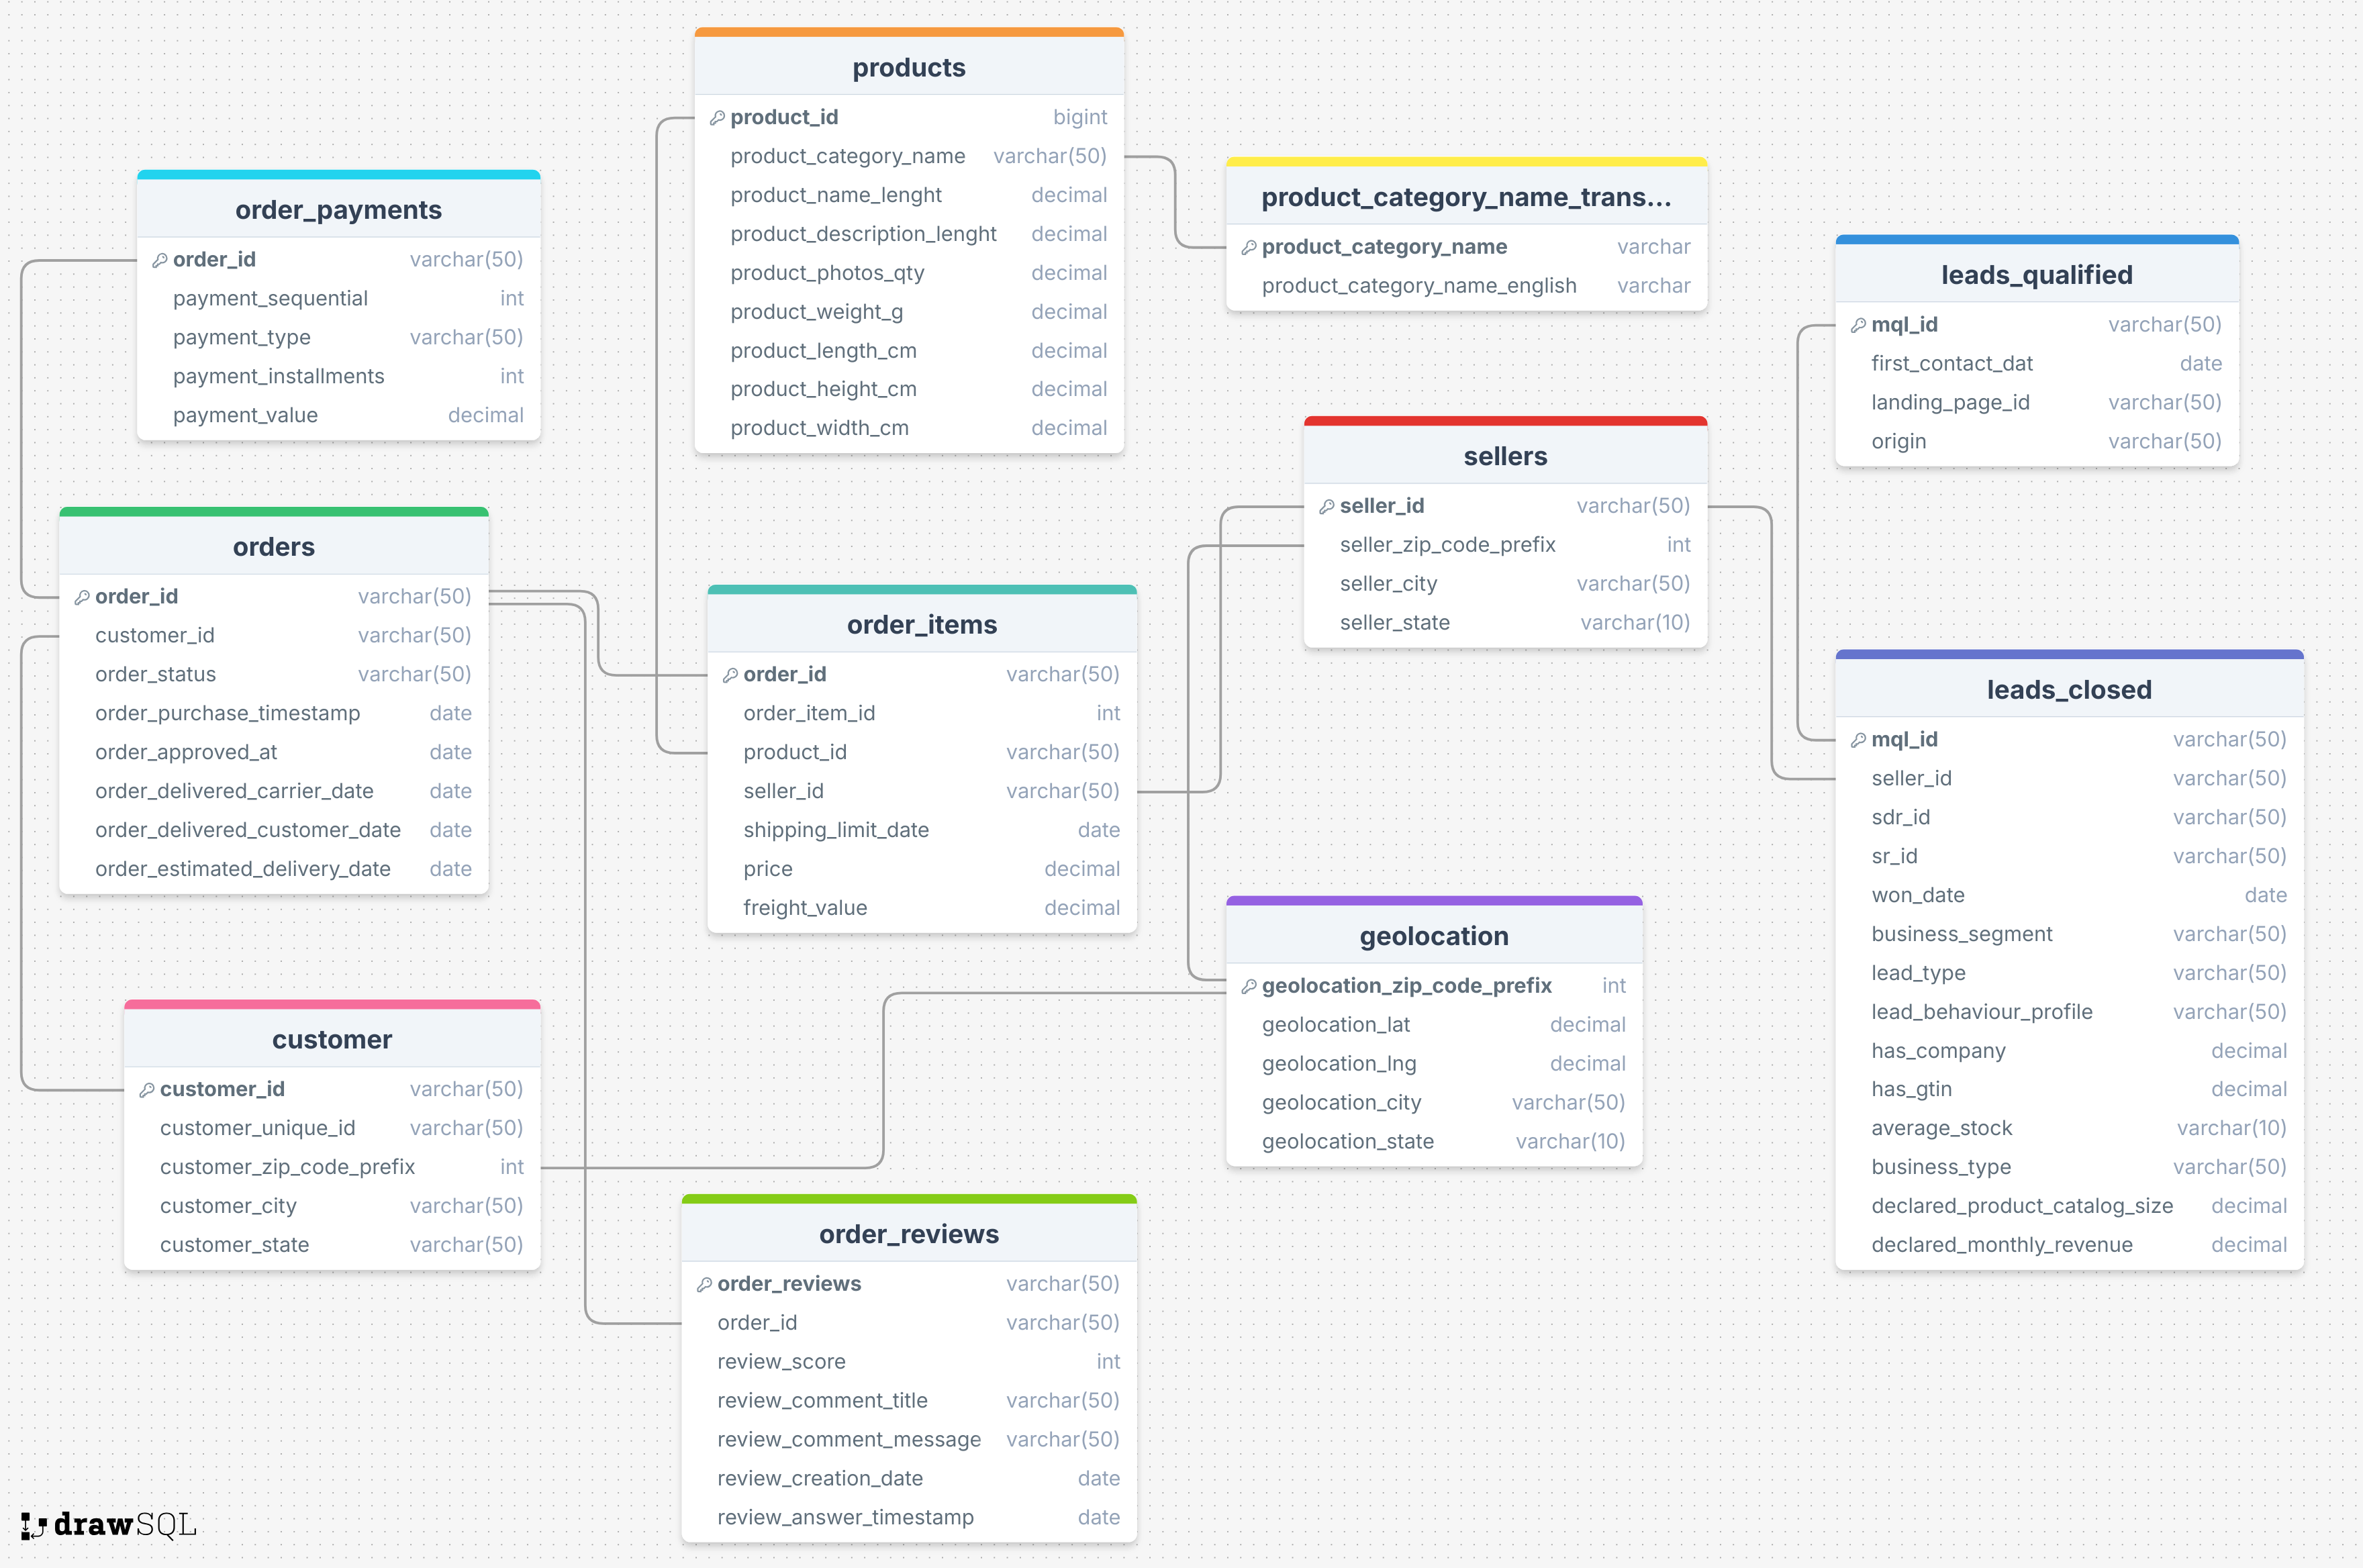 products
product_id bigint
product_category_name varchar(50)
product_name_lenght decimal
product_description_lenght decimal
product_photos_qty decimal
product_weight_g decimal
product_length_cm decimal
product_height_cm decimal
product_width_cm decimal
order_payments
order_id varchar(50)
payment_sequential int
payment_type varchar(50)
payment_installments int
payment_value decimal
product_category_name_trans...
product_category_name varchar
product_category_name_english varchar
leads_qualified
mql_id varchar(50)
first_contact_dat date
landing_page_id varchar(50)
origin varchar(50)
sellers
seller_id varchar(50)
seller_zip_code_prefix int
seller_city varchar(50)
seller_state varchar(10)
orders
order_id varchar(50)
customer_id varchar(50)
order_status varchar(50)
order_purchase_timestamp date
order_approved_at date
order_delivered_carrier_date date
order_delivered_customer_date date
order_estimated_delivery_date date
order_items
order_id varchar(50)
order_item_id int
product_id varchar(50)
seller_id varchar(50)
shipping_limit_date date
price decimal
freight_value decimal
leads_closed
mql_id varchar(50)
seller_id varchar(50)
sdr_id varchar(50)
sr_id varchar(50)
won_date date
business_segment varchar(50)
lead_type varchar(50)
lead_behaviour_profile varchar(50)
has_company decimal
has_gtin decimal
average_stock varchar(10)
business_type varchar(50)
declared_product_catalog_size decimal
declared_monthly_revenue decimal
geolocation
geolocation_zip_code_prefix int
geolocation_lat decimal
geolocation_lng decimal
geolocation_city varchar(50)
geolocation_state varchar(10)
customer
customer_id varchar(50)
customer_unique_id varchar(50)
customer_zip_code_prefix int
customer_city varchar(50)
customer_state varchar(50)
order_reviews
order_reviews varchar(50)
order_id varchar(50)
review_score int
review_comment_title varchar(50)
review_comment_message varchar(50)
review_creation_date date
review_answer_timestamp date
drawSQL